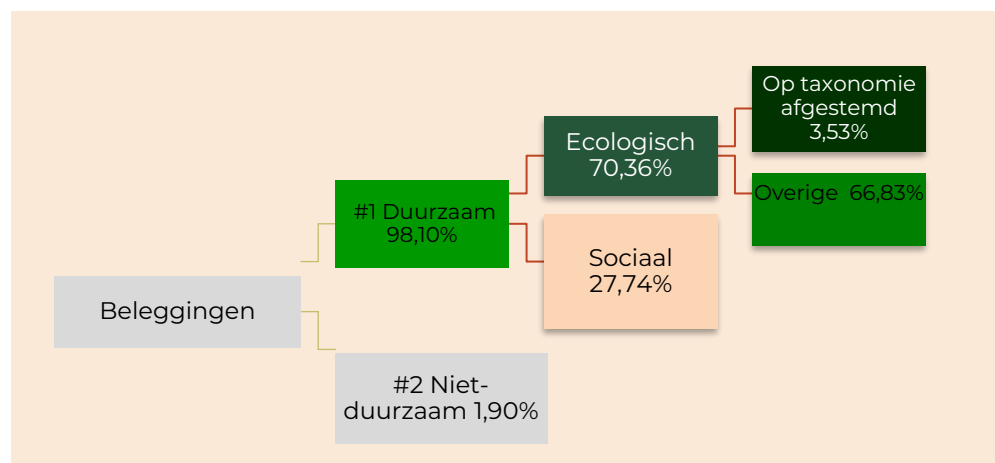 Beleggingen
#1 Duurzaam
98,10%
#2 Niet-
duurzaam 1,90%
Ecologisch
70,36%
Sociaal
27,74%
Op taxonomie
afgestemd
3,53%
Overige 66,83%